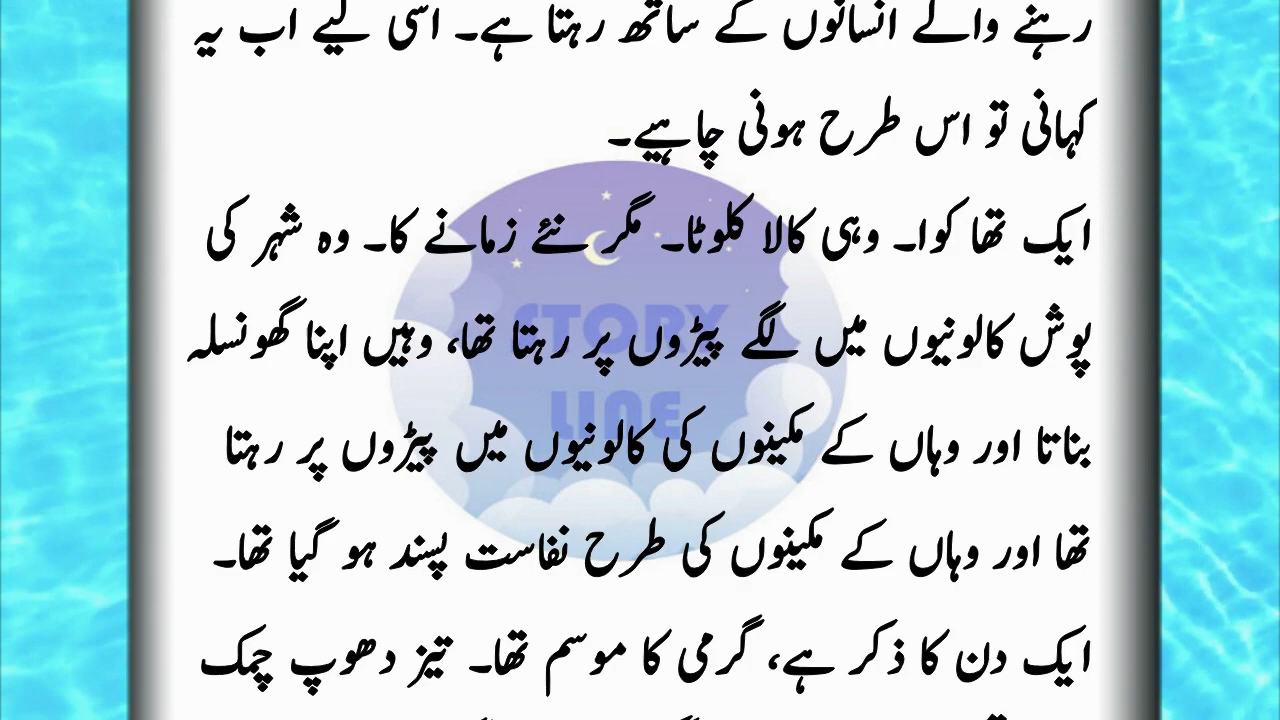 رہنے والے انسانوں کے ساتھ رہتا ہے۔ اسی لیے اب یہ
کہانی تو اس طرح ہونی چاہیے۔
ایک تھا کوا۔ وہی کالا کلوٹا۔ مگر نئے زمانے کا۔ وہ شہر کی
پوش کالونیوں میں لگے پیڑوں پر رہتا تھا، وہیں اپنا گھونسلہ
بناتا اور وہاں کے مکینوں کی کالونیوں میں پیڑوں پر رہتا
تھا اور وہاں کے مکینوں کی طرح نفاست پسند ہو گیا تھا۔
ایک دن کا ذکر ہے، گرمی کا موسم تھا۔ تیز دھوپ چمک
STORY
LINE